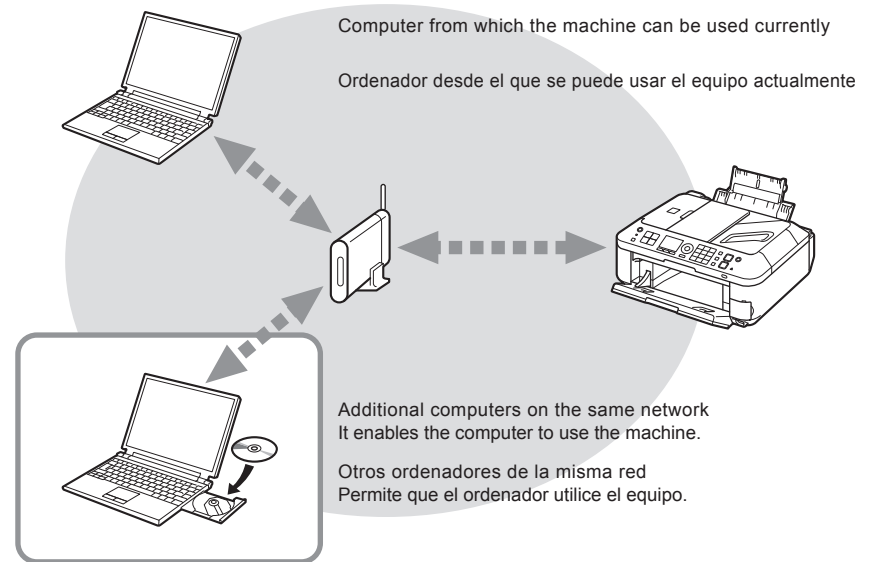 Computer from which the machine can be used currently
Ordenador desde el que se puede usar el equipo actualmente
Additional computers on the same network
It enables the computer to use the machine.
Otros ordenadores de la misma red
Permite que el ordenador utilice el equipo.